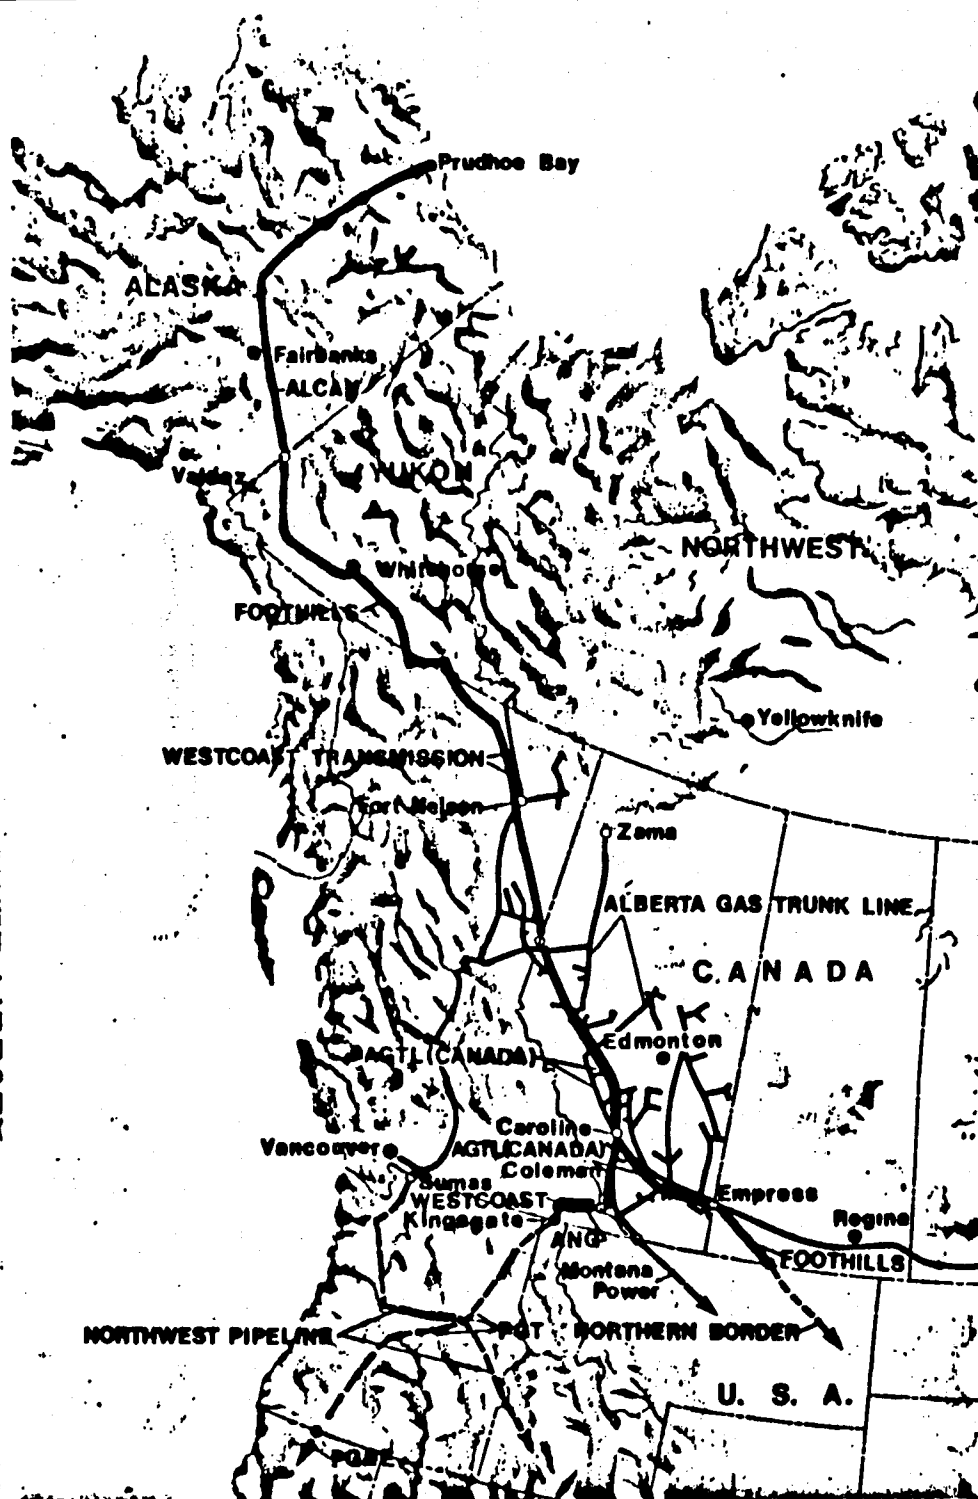 Prudhoe Bay
ALASKA
Fairbanks
ALCAN
Valdez
YUKON
NORTHWEST
Whitehorse
FOOTHILLS
Yellowknife
WESTCOAST TRANSMISSION
Fort Nelson
Zama
ALBERTA GAS TRUNK LINE
CANADA
Edmonton
AGTL (CANADA)
Caroline
Vancouver
AGTL (CANADA)
Coleman
Sumas
WESTCOAST
Empress
Kingsgate
Regina
ANG
FOOTHILLS
Montana
Power
NORTHWEST PIPELINE
PGT
NORTHERN BORDER
U. S. A.